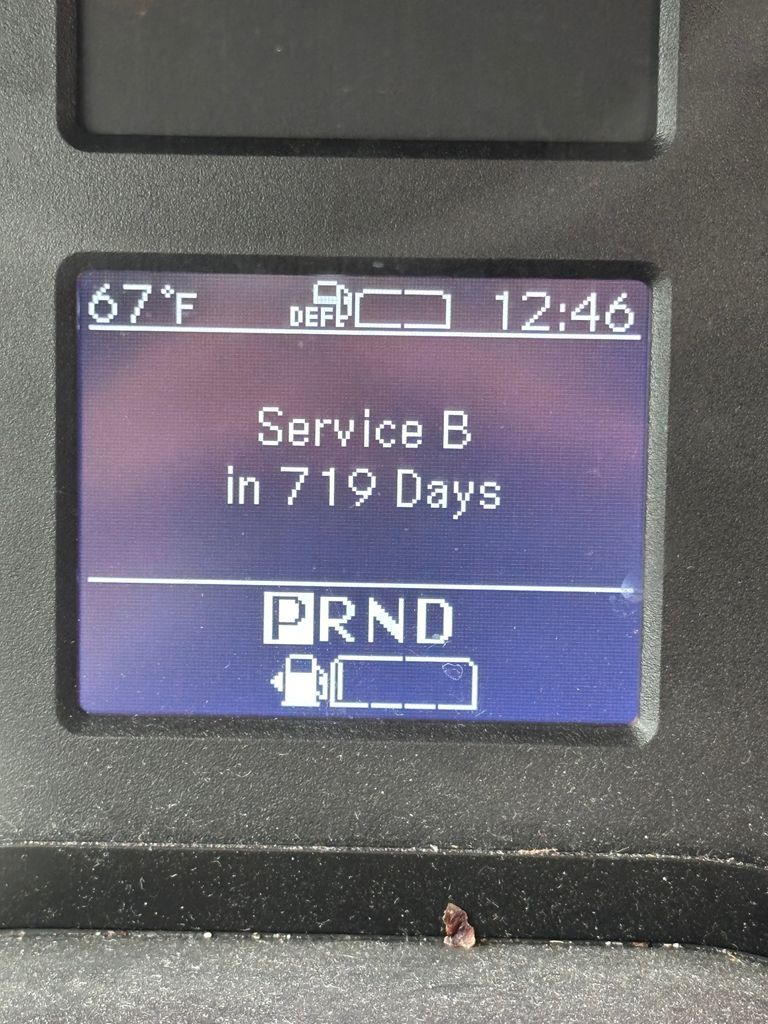 67°F DEF 12:46
Service B
in 719 Days
PRND